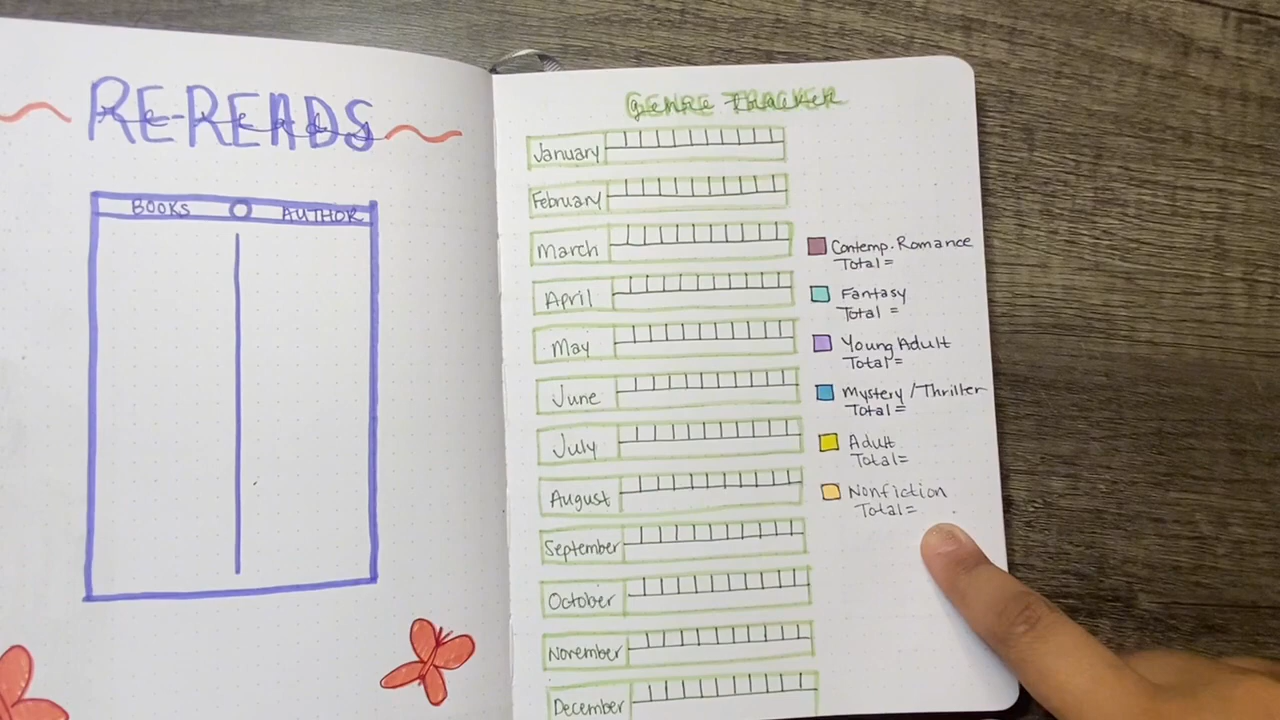 RE-READS
BOOKS AUTHOR
GENRE TRACKER
January
February
March
April
May
June
July
August
September
October
November
December
Contemp. Romance
Total=
Fantasy
Total =
Young Adult
Total=
Mystery/Thriller
Total=
Adult
Total=
Nonfiction
Total=